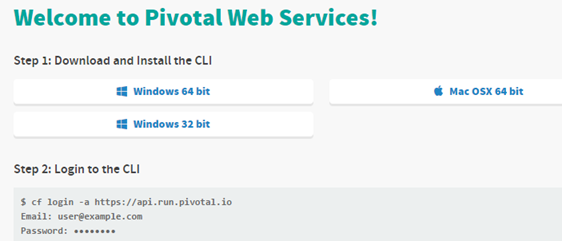 Welcome to Pivotal Web Services!
Step 1: Download and Install the CLI
Windows 64 bit
Mac OSX 64 bit
Windows 32 bit
Step 2: Login to the CLI
$ cf login -a https://api.run.pivotal.io
Email: user@example.com
Password: ••••••••